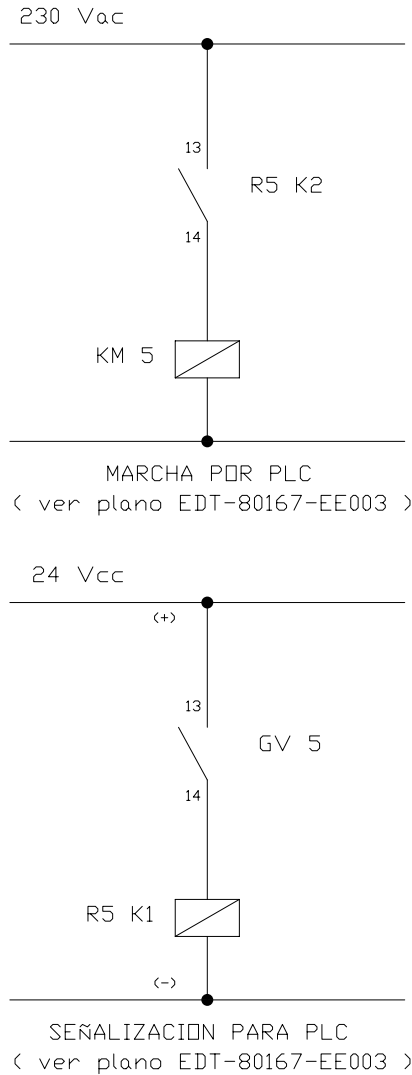 230 Vac
13
R5 K2
14
KM 5
MARCHA POR PLC
( ver plano EDT-80167-EE003 )
24 Vcc
(+)
13
GV 5
14
R5 K1
(-)
SEÑALIZACION PARA PLC
( ver plano EDT-80167-EE003 )